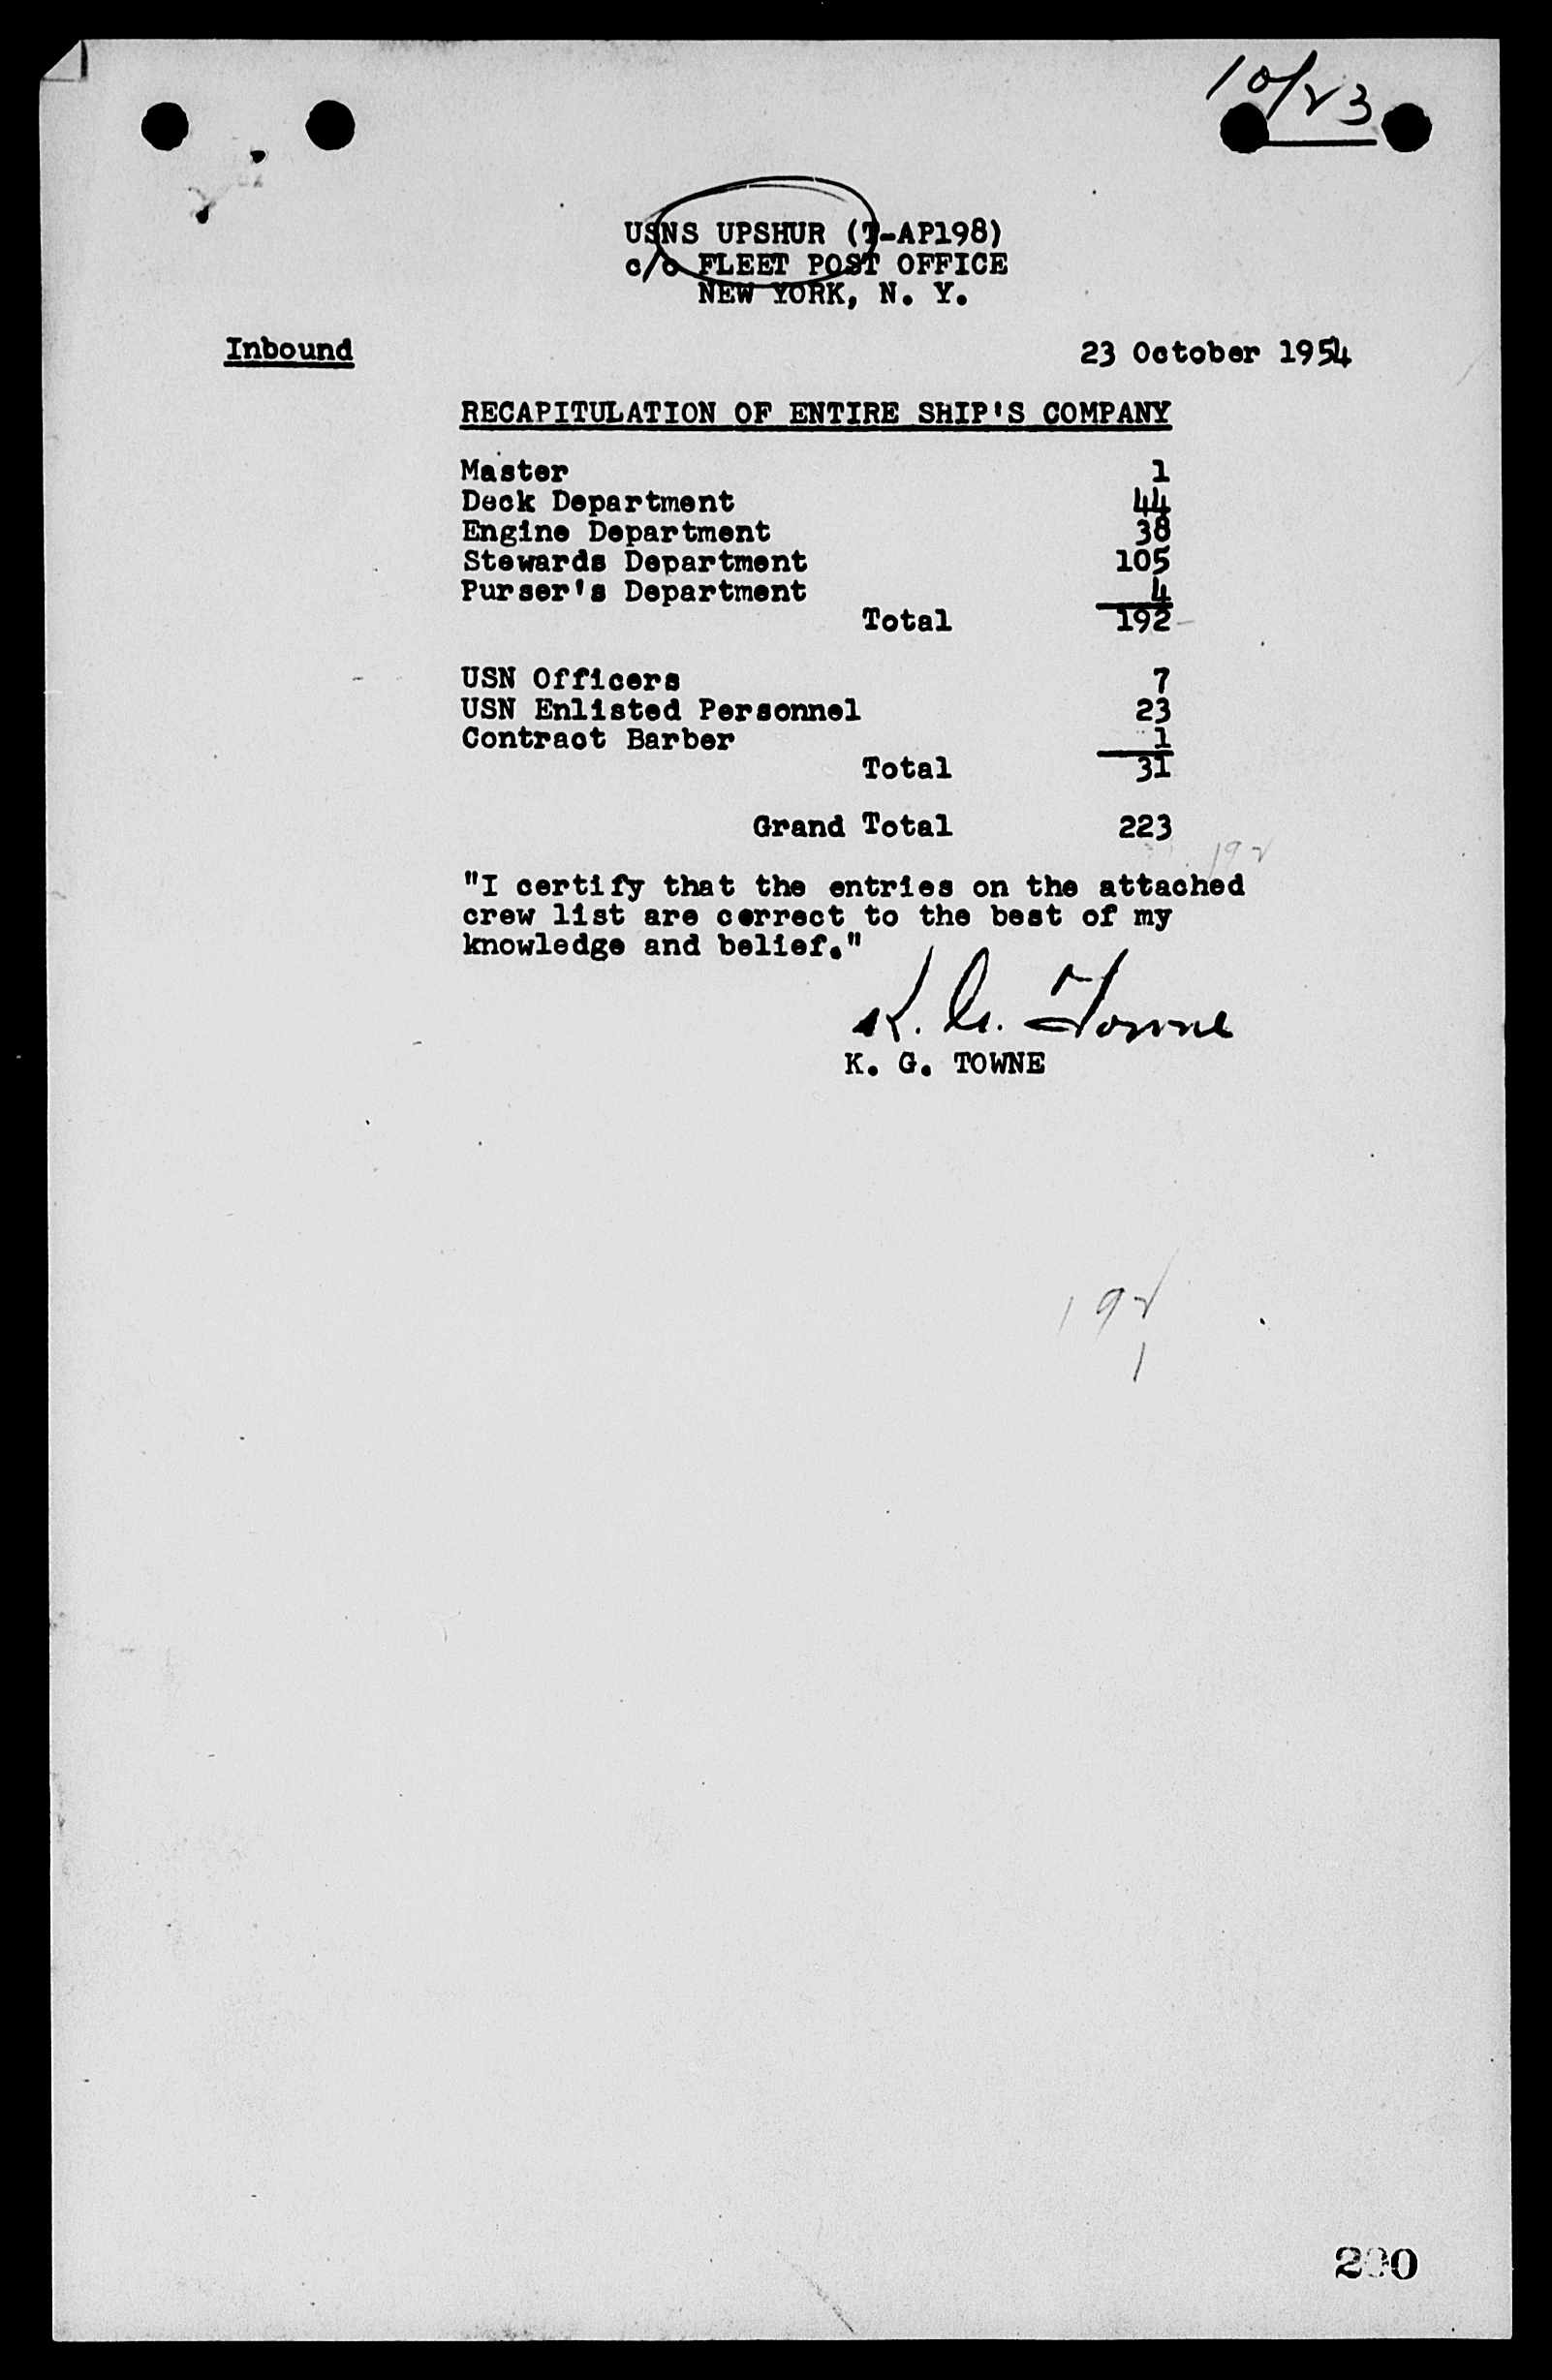 10/23
USNS UPSHUR (T-AP198)
c/o FLEET POST OFFICE
NEW YORK, N. Y.
Inbound 23 October 1954
RECAPITULATION OF ENTIRE SHIP'S COMPANY
Master 1
Deck Department 44
Engine Department 38
Stewards Department 105
Purser's Department 4
Total 192
USN Officers 7
USN Enlisted Personnel 23
Contract Barber 1
Total 31
Grand Total 223
192
"I certify that the entries on the attached
crew list are correct to the best of my
knowledge and belief."
K. G. Towne
K. G. TOWNE
192
1